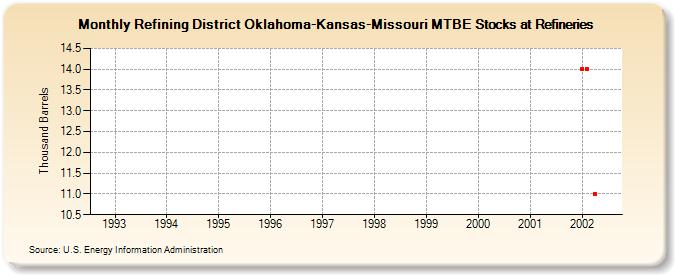 Monthly Refining District Oklahoma-Kansas-Missouri MTBE Stocks at Refineries
Thousand Barrels
14.5
14.0
13.5
13.0
12.5
12.0
11.5
11.0
10.5
1993 1994 1995 1996 1997 1998 1999 2000 2001 2002
Source: U.S. Energy Information Administration